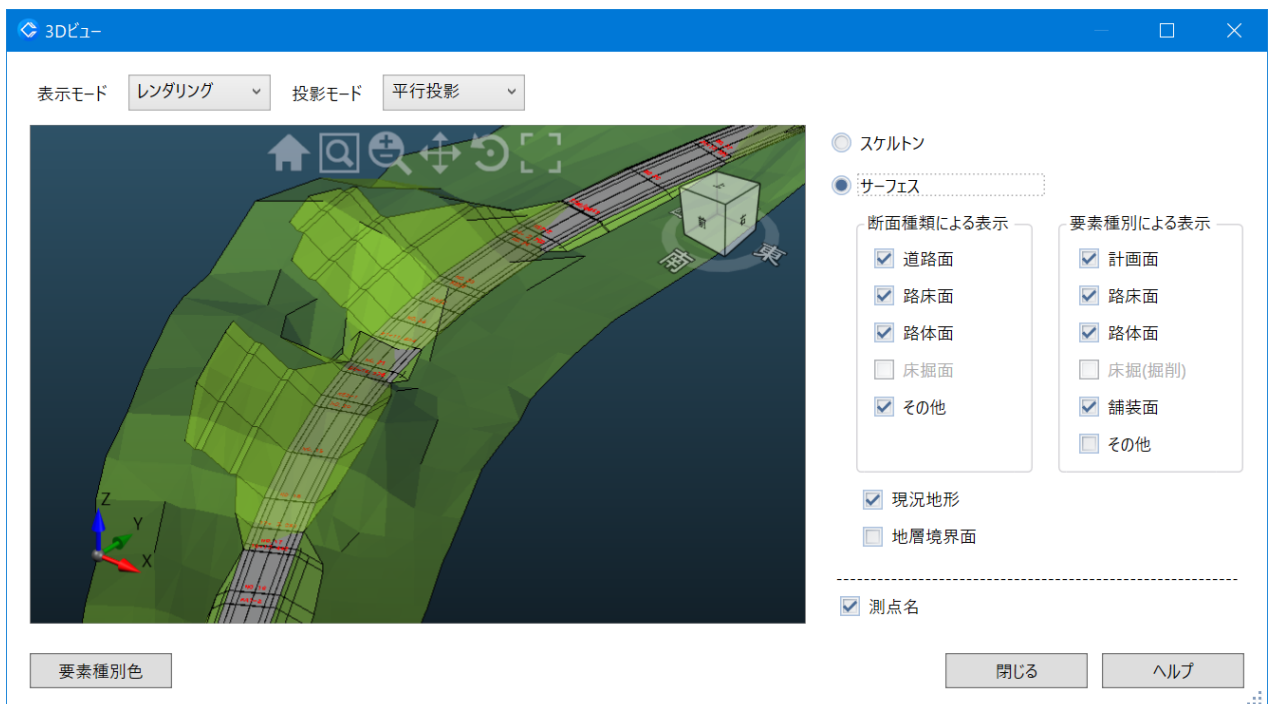 3Dビュー
表示モード レンダリング 投影モード 平行投影
スケルトン
サーフェス
断面種類による表示
道路面
路床面
路体面
床掘面
その他
要素種別による表示
計画面
路床面
路体面
床掘(掘削)
舗装面
その他
現況地形
地層境界面
測点名
上
前
右
南
東
Z
Y
X
要素種別色
閉じる
ヘルプ